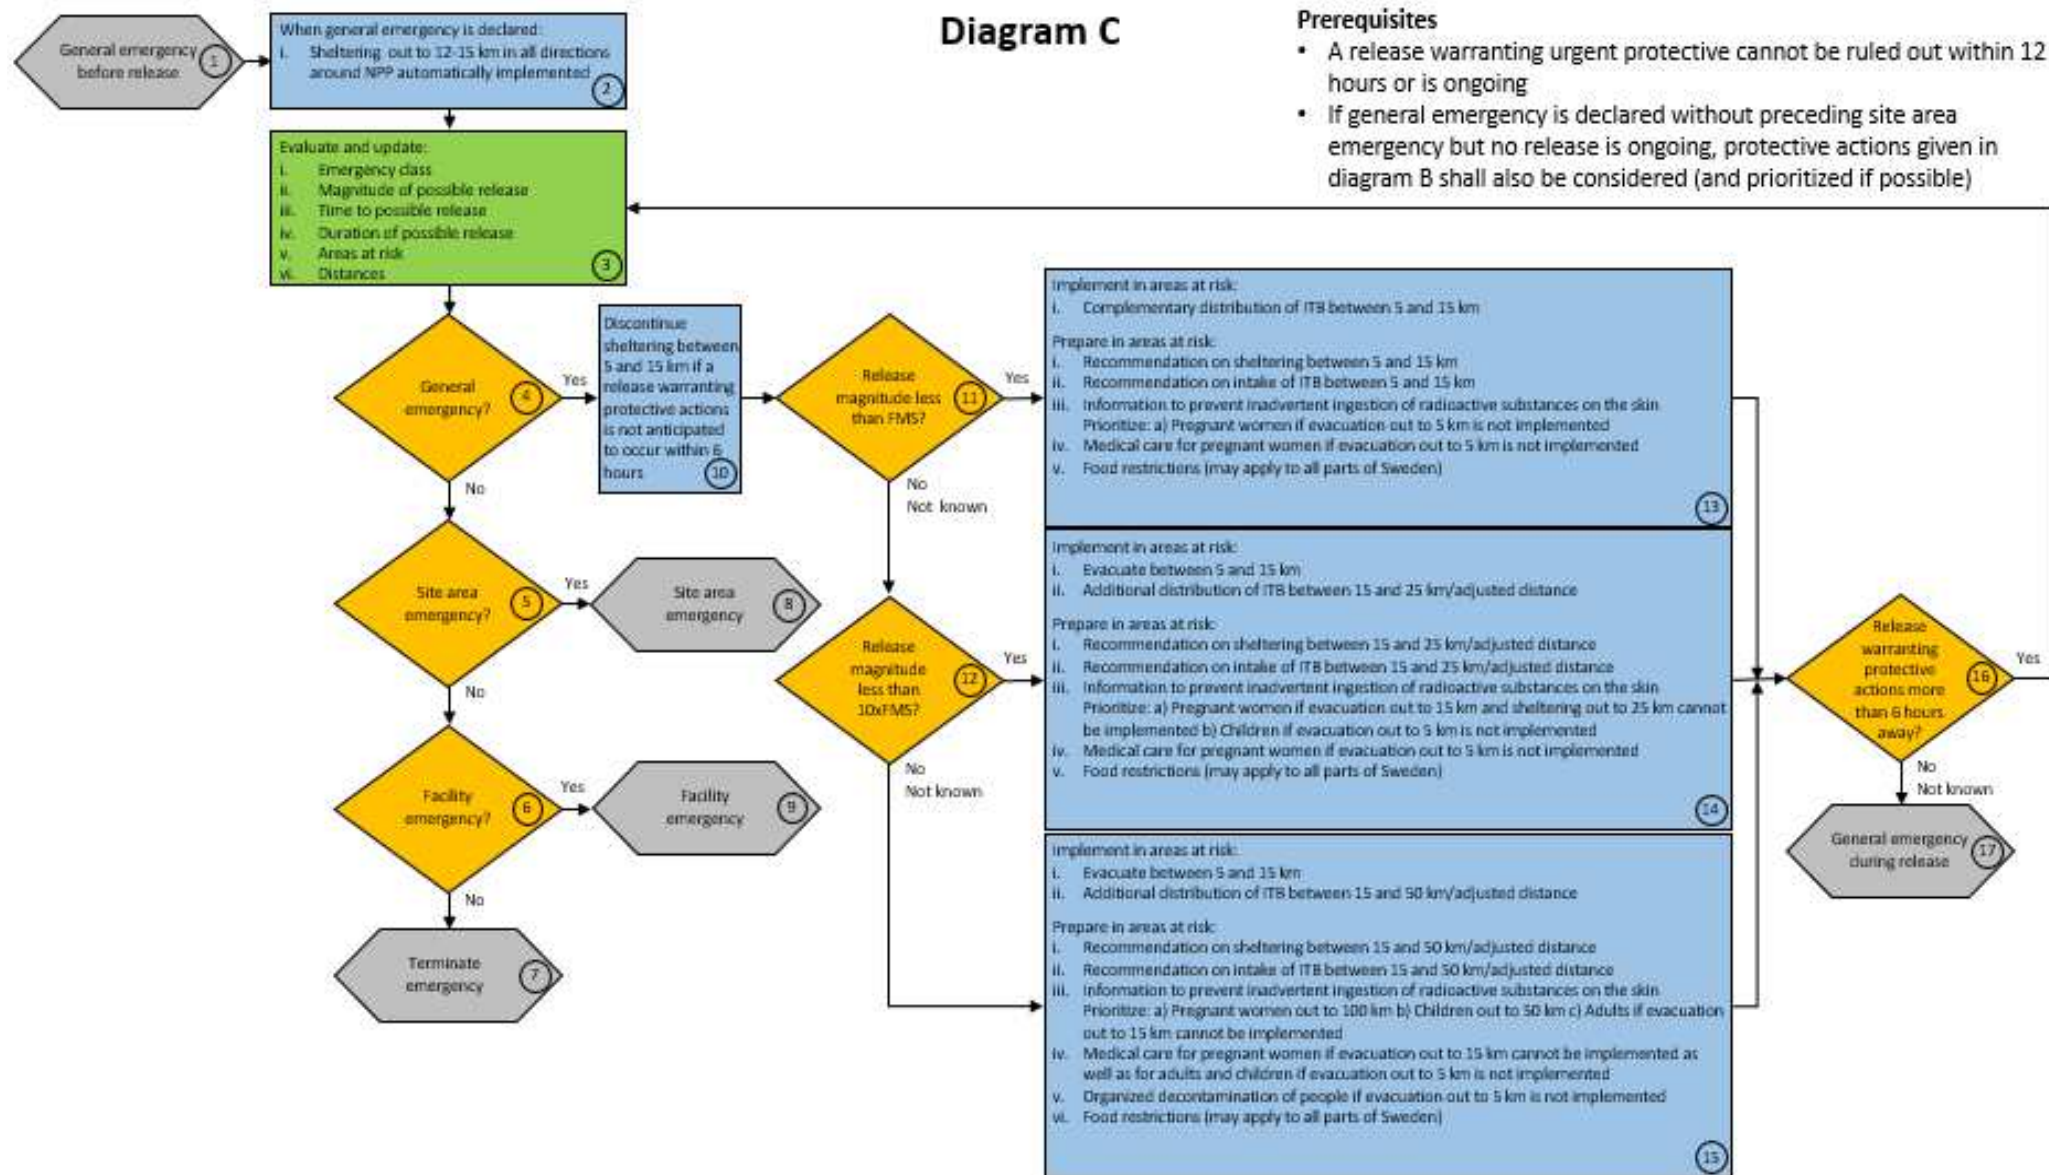 Diagram C
Prerequisites
• A release warranting urgent protective cannot be ruled out within 12
hours or is ongoing
• If general emergency is declared without preceding site area
emergency but no release is ongoing, protective actions given in
diagram B shall also be considered (and prioritized if possible)
General emergency
before release
1
When general emergency is declared:
i. Sheltering out to 12-15 km in all directions
around NPP automatically implemented
2
Evaluate and update:
i. Emergency class
ii. Magnitude of possible release
iii. Time to possible release
iv. Duration of possible release
v. Areas at risk
vi. Distances
3
General
emergency?
4
Yes
No
Discontinue
sheltering between
5 and 15 km if a
release warranting
protective actions
is not anticipated
to occur within 6
hours
10
Release
magnitude less
than FMS?
11
Yes
No
Not known
Implement in areas at risk:
i. Complementary distribution of ITB between 5 and 15 km
Prepare in areas at risk:
i. Recommendation on sheltering between 5 and 15 km
ii. Recommendation on intake of ITB between 5 and 15 km
iii. Information to prevent inadvertent ingestion of radioactive substances on the skin
Prioritize: a) Pregnant women if evacuation out to 5 km is not implemented
iv. Medical care for pregnant women if evacuation out to 5 km is not implemented
v. Food restrictions (may apply to all parts of Sweden)
13
Site area
emergency?
5
Yes
No
Site area
emergency
8
Release
magnitude
less than
10xFMS?
12
Yes
No
Not known
Implement in areas at risk:
i. Evacuate between 5 and 15 km
ii. Additional distribution of ITB between 15 and 25 km/adjusted distance
Prepare in areas at risk:
i. Recommendation on sheltering between 15 and 25 km/adjusted distance
ii. Recommendation on intake of ITB between 15 and 25 km/adjusted distance
iii. Information to prevent inadvertent ingestion of radioactive substances on the skin
Prioritize: a) Pregnant women if evacuation out to 15 km and sheltering out to 25 km cannot
be implemented b) Children if evacuation out to 5 km is not implemented
iv. Medical care for pregnant women if evacuation out to 5 km is not implemented
v. Food restrictions (may apply to all parts of Sweden)
14
Release
warranting
protective
actions more
than 6 hours
away?
16
Yes
No
Not known
Facility
emergency?
6
Yes
No
Facility
emergency
9
General emergency
during release
17
Implement in areas at risk:
i. Evacuate between 5 and 15 km
ii. Additional distribution of ITB between 15 and 50 km/adjusted distance
Prepare in areas at risk:
i. Recommendation on sheltering between 15 and 50 km/adjusted distance
ii. Recommendation on intake of ITB between 15 and 50 km/adjusted distance
iii. Information to prevent inadvertent ingestion of radioactive substances on the skin
Prioritize: a) Pregnant women out to 100 km b) Children out to 50 km c) Adults if evacuation
out to 15 km cannot be implemented
iv. Medical care for pregnant women if evacuation out to 15 km cannot be implemented as
well as for adults and children if evacuation out to 5 km is not implemented
v. Organized decontamination of people if evacuation out to 5 km is not implemented
vi. Food restrictions (may apply to all parts of Sweden)
15
Terminate
emergency
7